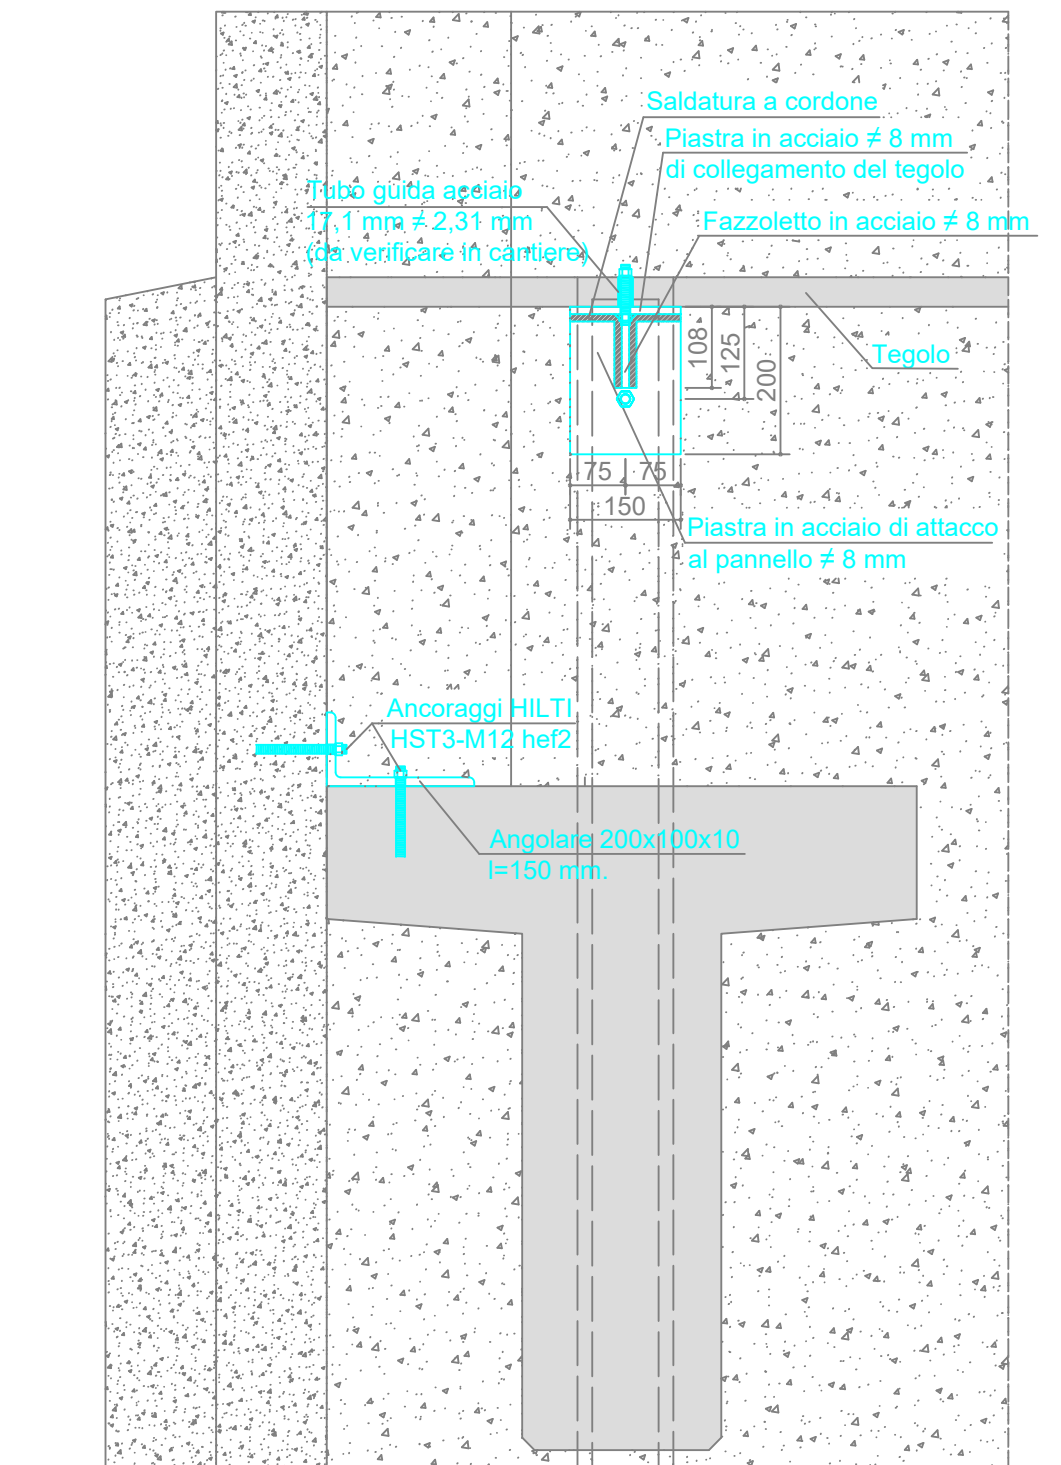 Saldatura a cordone
Piastra in acciaio ≠ 8 mm
di collegamento del tegolo
Tubo guida acciaio
17,1 mm ≠ 2,31 mm
(da verificare in cantiere)
Fazzoletto in acciaio ≠ 8 mm
108
125
200
Tegolo
75
75
150
Piastra in acciaio di attacco
al pannello ≠ 8 mm
Ancoraggi HILTI
HST3-M12 hef2
Angolare 200x100x10
l=150 mm.